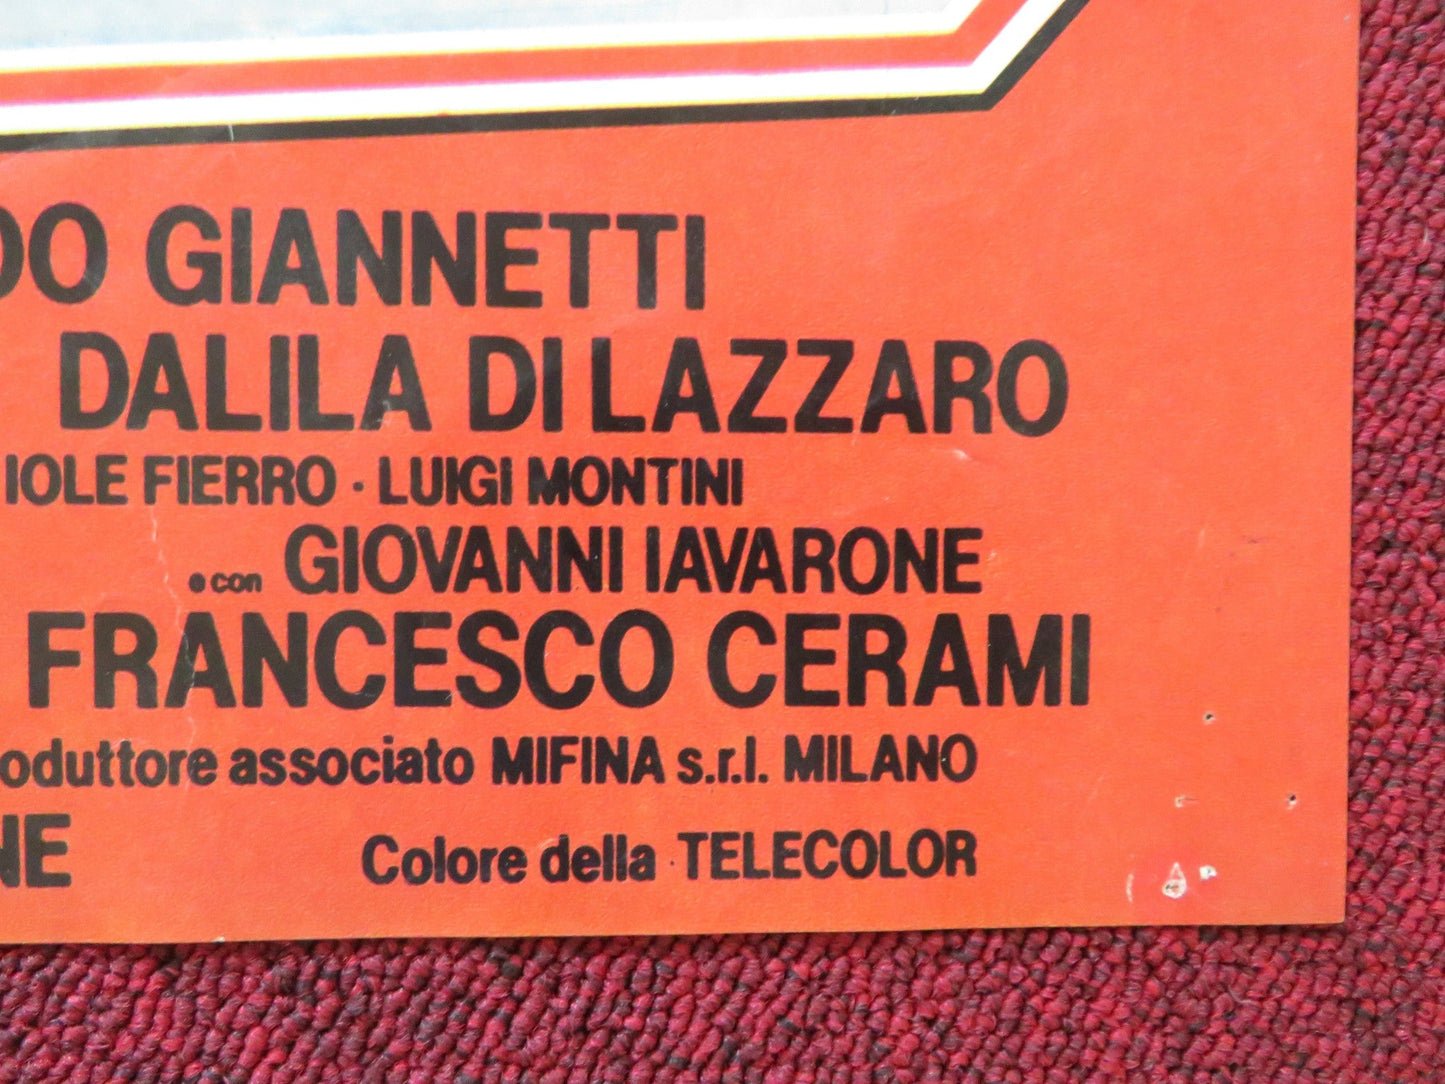 DO GIANNETTI
DALILA DI LAZZARO
IOLE FIERRO · LUIGI MONTINI
e con GIOVANNI IAVARONE
FRANCESCO CERAMI
oduttore associato MIFINA s.r.l. MILANO
NE Colore della TELECOLOR